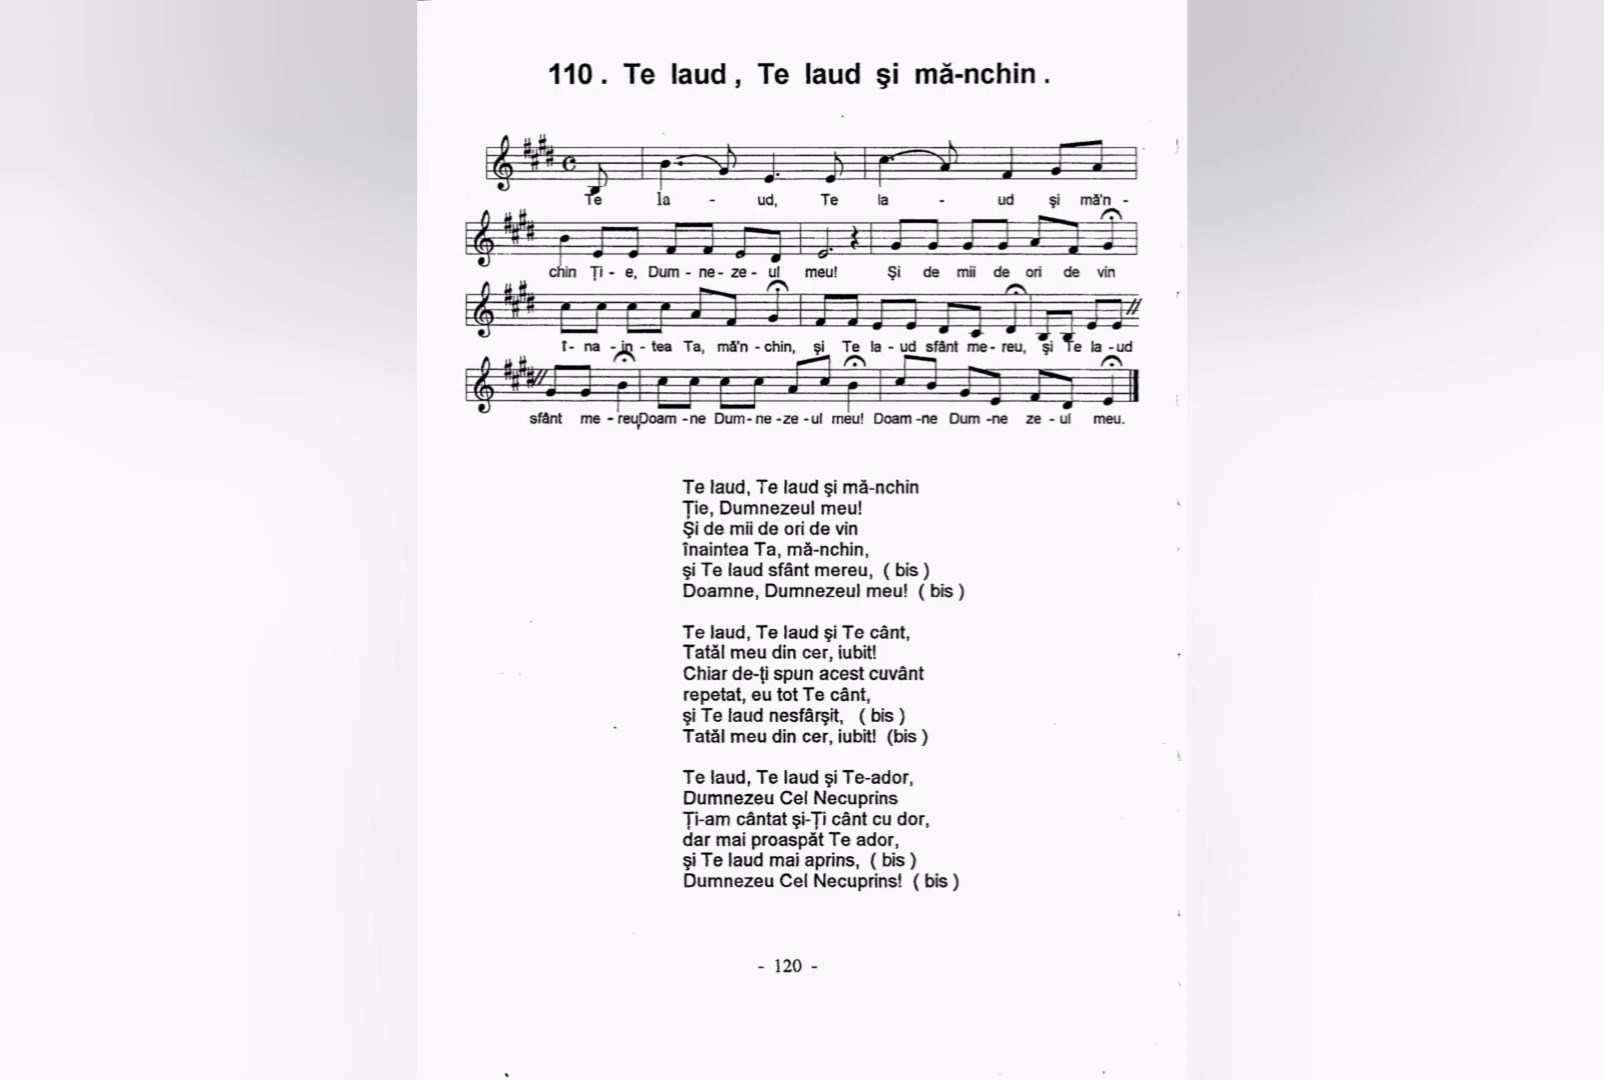 110. Te laud, Te laud şi mă-nchin.
Te la - ud, Te la - ud şi mă'n -
chin Ţi - e, Dum - ne - ze - ul meu! Şi de mii de ori de vin
î - na - in - tea Ta, mă'n - chin, şi Te la - ud sfânt me - reu, şi Te la - ud
sfânt me - reu, Doam - ne Dum - ne - ze - ul meu! Doam - ne Dum - ne ze - ul meu.
Te laud, Te laud şi mă-nchin
Ţie, Dumnezeul meu!
Şi de mii de ori de vin
înaintea Ta, mă-nchin,
şi Te laud sfânt mereu, ( bis )
Doamne, Dumnezeul meu! ( bis )
Te laud, Te laud şi Te cânt,
Tatăl meu din cer, iubit!
Chiar de-ţi spun acest cuvânt
repetat, eu tot Te cânt,
şi Te laud nesfârşit, ( bis )
Tatăl meu din cer, iubit! (bis )
Te laud, Te laud şi Te-ador,
Dumnezeu Cel Necuprins
Ţi-am cântat şi-Ţi cânt cu dor,
dar mai proaspăt Te ador,
şi Te laud mai aprins, ( bis )
Dumnezeu Cel Necuprins! ( bis )
- 120 -